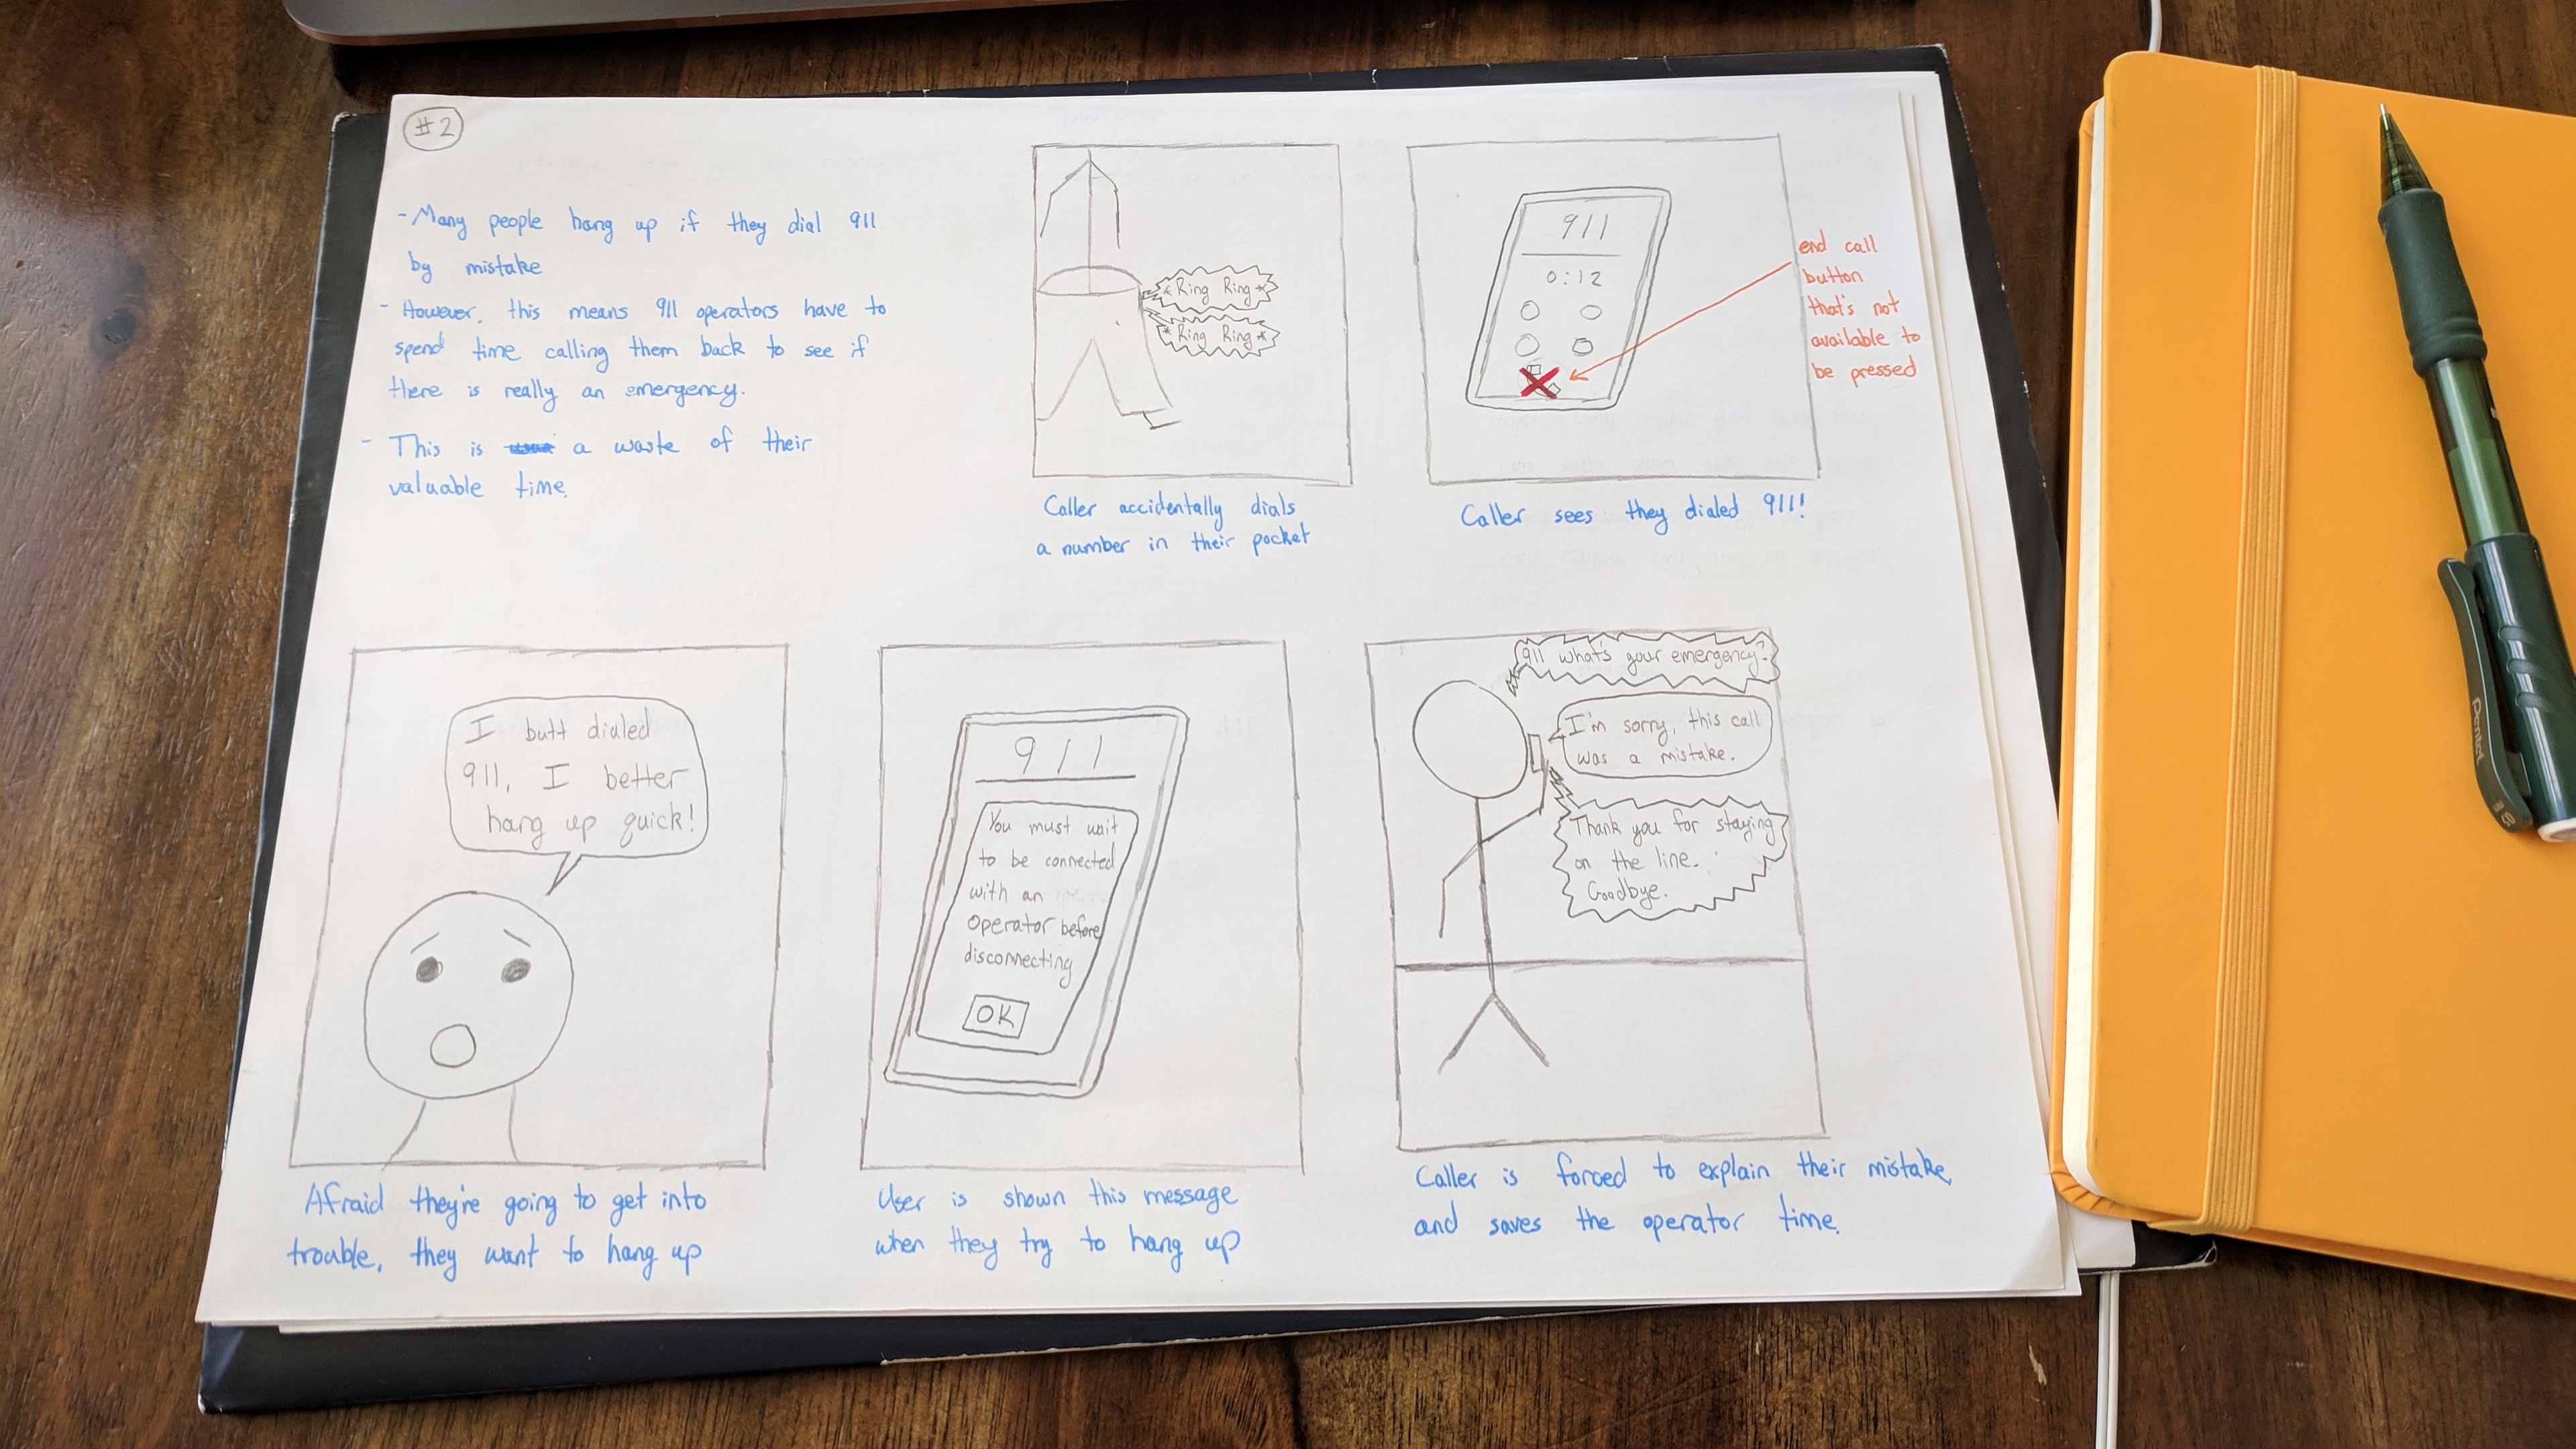 #2
- Many people hang up if they dial 911
by mistake
- However, this means 911 operators have to
spend time calling them back to see if
there is really an emergency.
- This is a waste of their
valuable time.
*Ring Ring*
*Ring Ring*
Caller accidentally dials
a number in their pocket
911
0:12
end call
button
that's not
available to
be pressed
Caller sees they dialed 911!
I butt dialed
911, I better
hang up quick!
Afraid they're going to get into
trouble, they want to hang up
911
You must wait
to be connected
with an
operator before
disconnecting
OK
User is shown this message
when they try to hang up
911 what's your emergency?
I'm sorry, this call
was a mistake.
Thank you for staying
on the line.
Goodbye.
Caller is forced to explain their mistake,
and saves the operator time.
Pentel